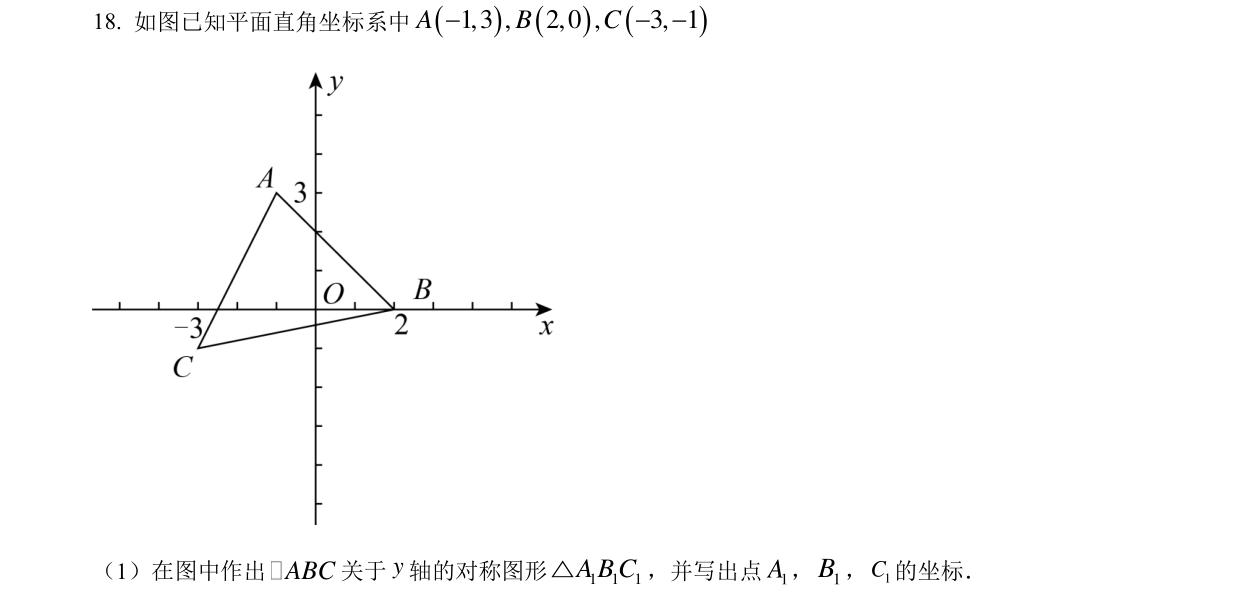 18. 如图已知平面直角坐标系中 A(−1,3), B(2,0), C(−3,−1)
y
A
3
O
B
−3
2
x
C
（1）在图中作出□ABC 关于 y 轴的对称图形△A₁B₁C₁，并写出点 A₁， B₁， C₁的坐标．